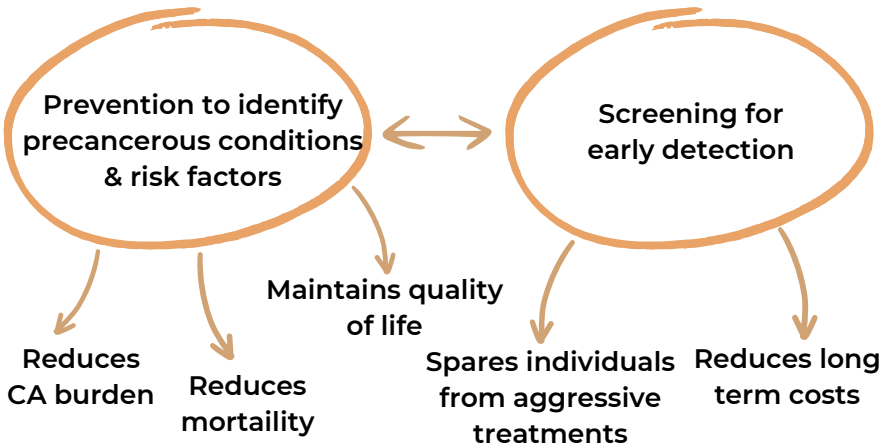 Prevention to identify
precancerous conditions
& risk factors
Screening for
early detection
Maintains quality
of life
Reduces
CA burden
Reduces
mortaility
Spares individuals
from aggressive
treatments
Reduces long
term costs